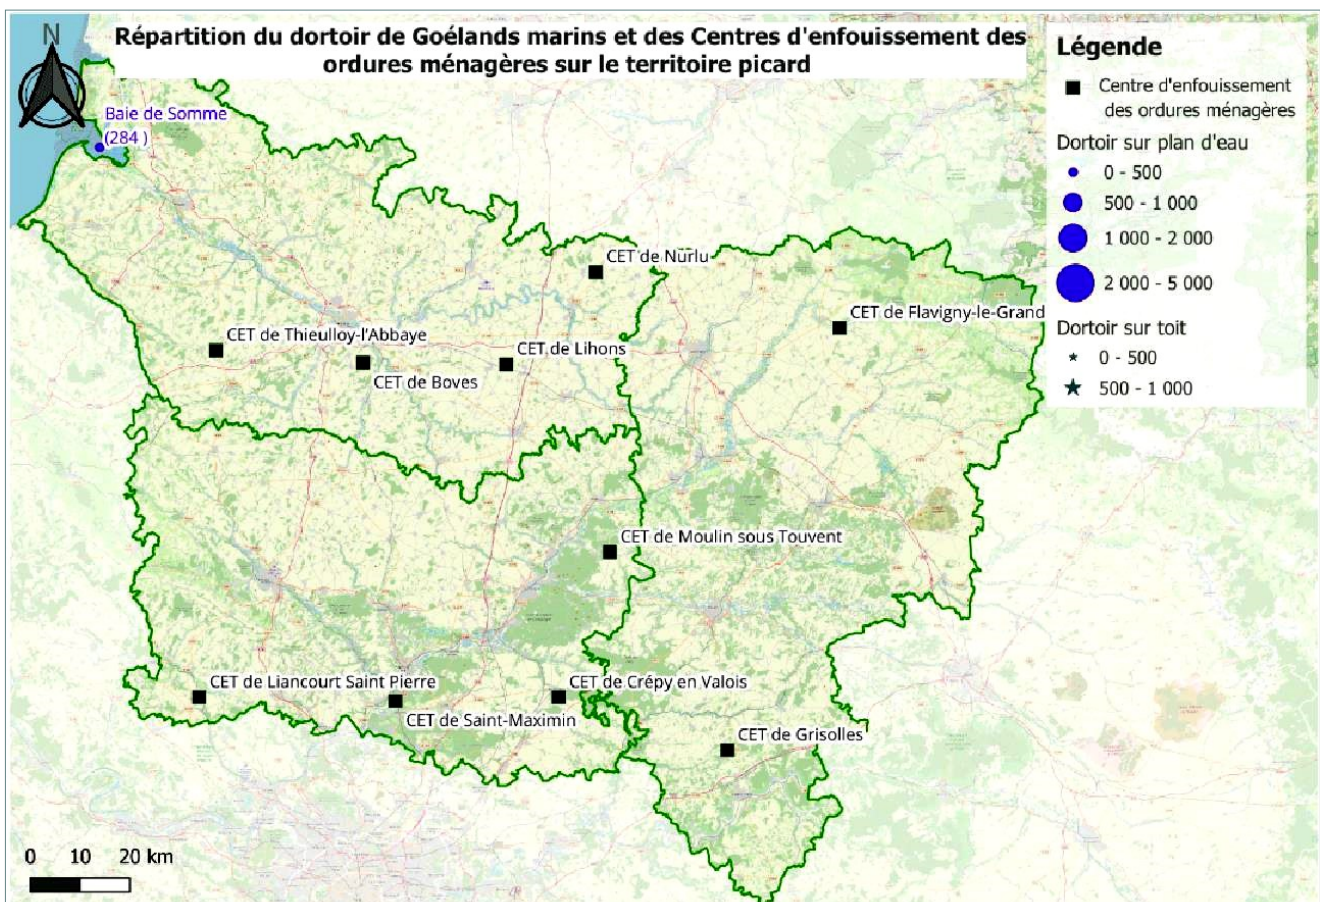 N
Répartition du dortoir de Goélands marins et des Centres d'enfouissement des
ordures ménagères sur le territoire picard
Légende
Centre d'enfouissement
des ordures ménagères
Dortoir sur plan d'eau
0 - 500
500 - 1 000
1 000 - 2 000
2 000 - 5 000
Dortoir sur toit
0 - 500
500 - 1 000
Baie de Somme
(284 )
CET de Nurlu
CET de Flavigny-le-Grand
CET de Thieulloy-l'Abbaye
CET de Lihons
CET de Boves
CET de Moulin sous Touvent
CET de Liancourt Saint Pierre
CET de Crépy en Valois
CET de Saint-Maximin
CET de Grisolles
0 10 20 km